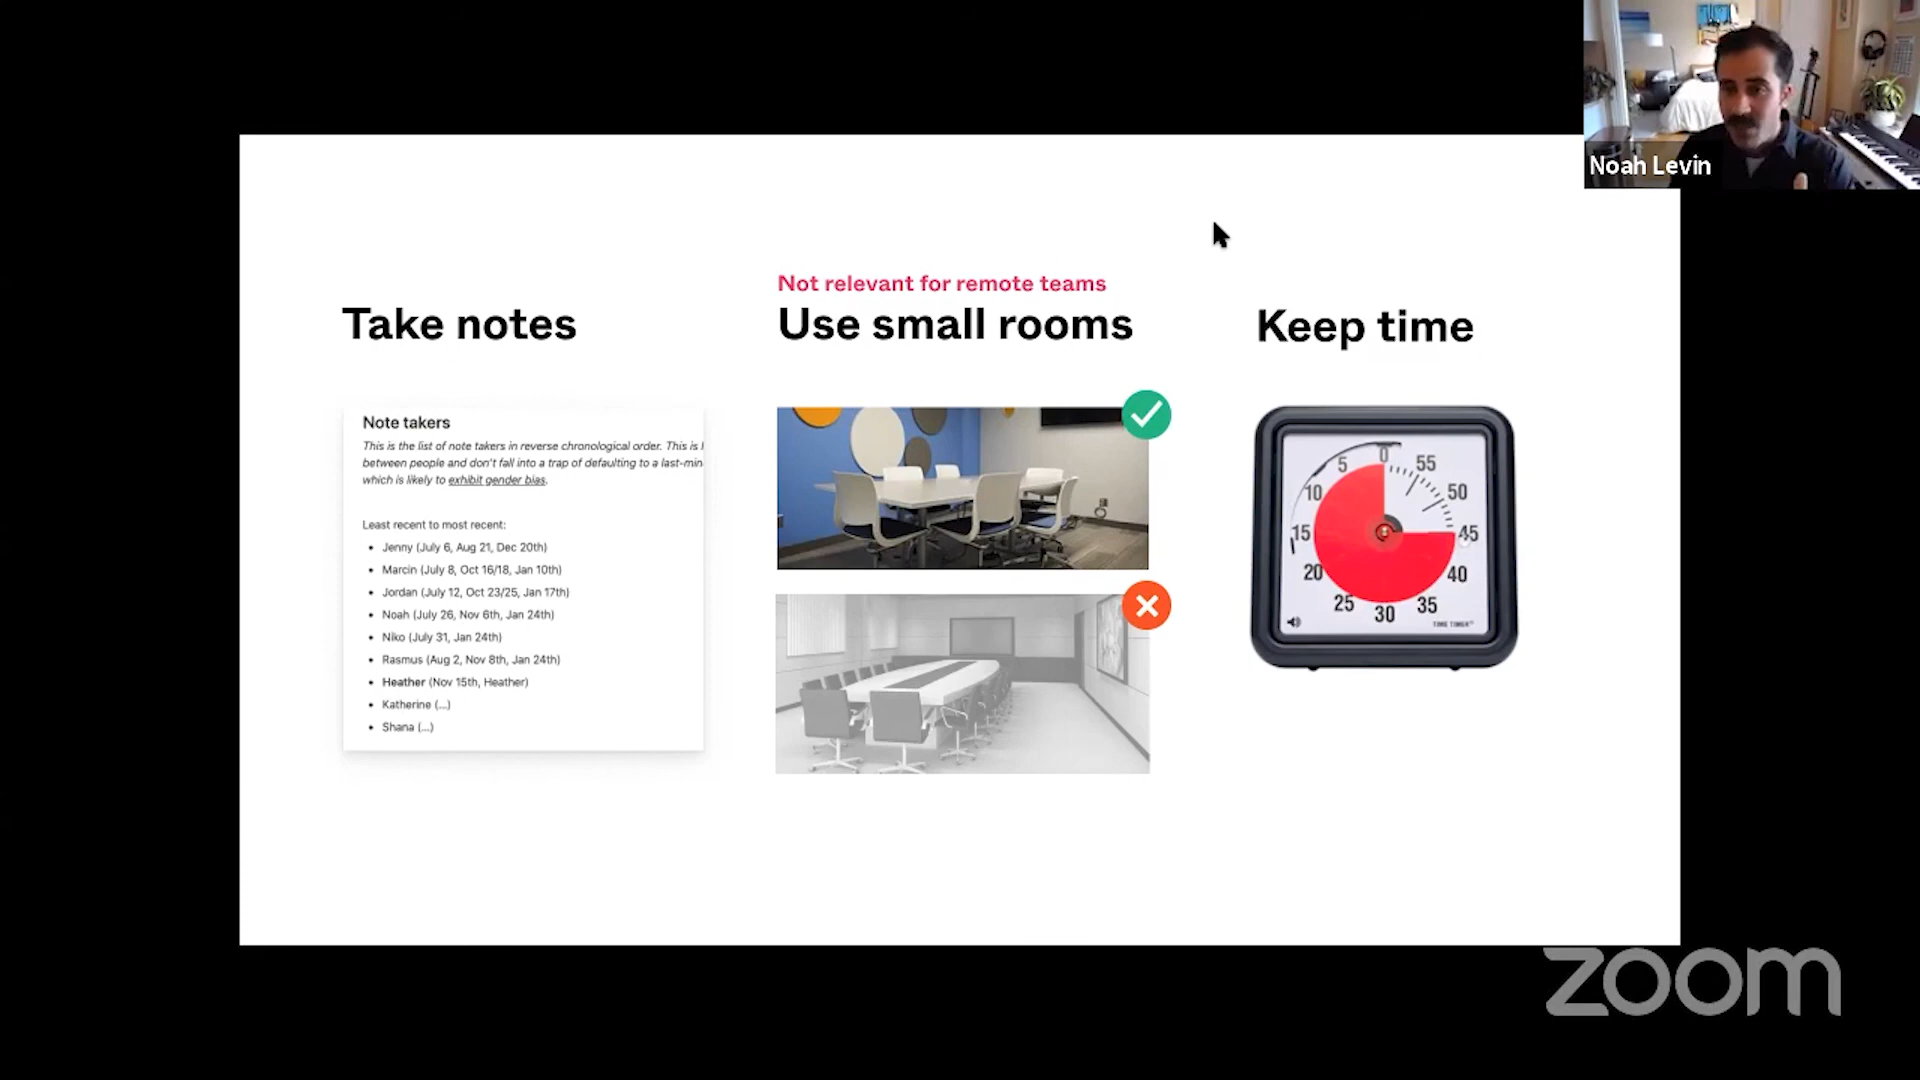 Noah Levin
Take notes
Note takers
This is the list of note takers in reverse chronological order. This is
between people and don't fall into a trap of defaulting to a last-min
which is likely to exhibit gender bias.
Least recent to most recent:
• Jenny (July 6, Aug 21, Dec 20th)
• Marcin (July 8, Oct 16/18, Jan 10th)
• Jordan (July 12, Oct 23/25, Jan 17th)
• Noah (July 26, Nov 6th, Jan 24th)
• Niko (July 31, Jan 24th)
• Rasmus (Aug 2, Nov 8th, Jan 24th)
• Heather (Nov 15th, Heather)
• Katherine (...)
• Shana (...)
Not relevant for remote teams
Use small rooms
Keep time
0
55
50
45
40
35
30
25
20
15
10
5
TIME TIMER
zoom